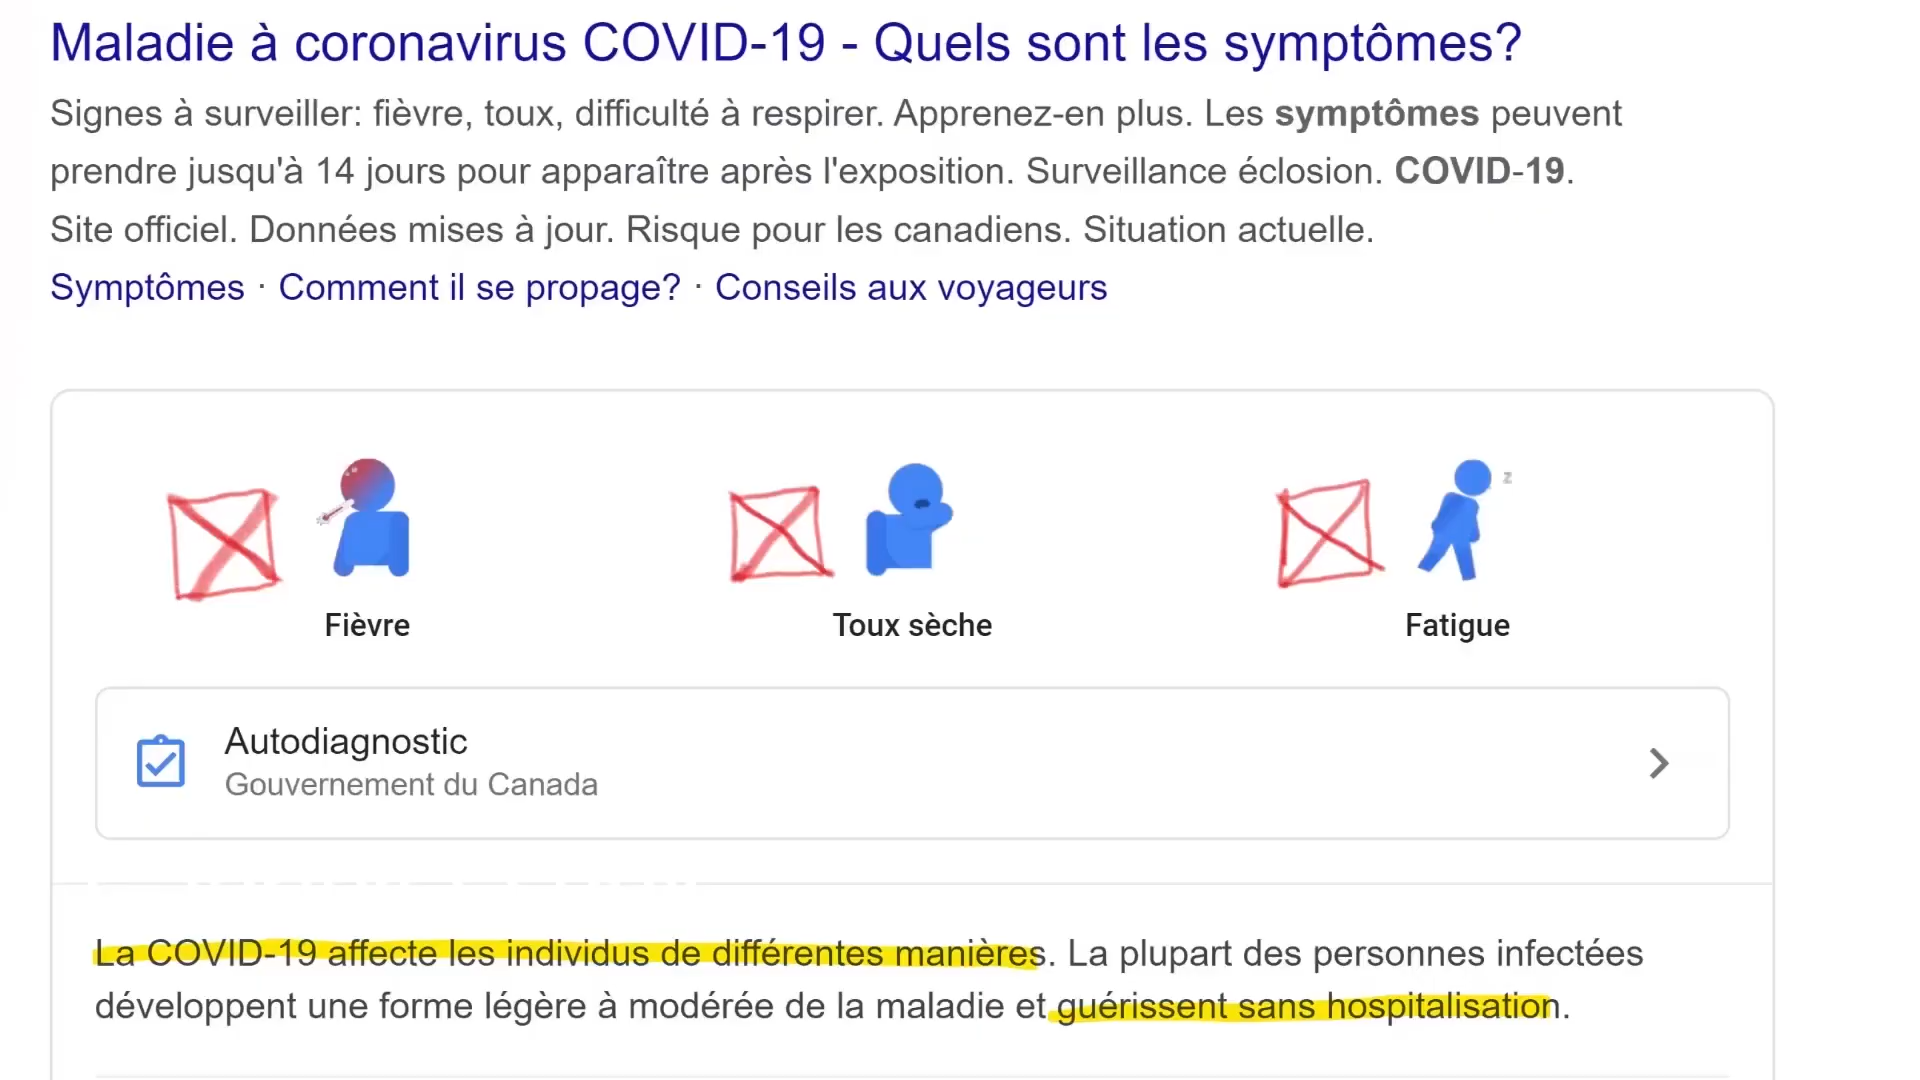 Maladie à coronavirus COVID-19 - Quels sont les symptômes?
Signes à surveiller: fièvre, toux, difficulté à respirer. Apprenez-en plus. Les symptômes peuvent
prendre jusqu'à 14 jours pour apparaître après l'exposition. Surveillance éclosion. COVID-19.
Site officiel. Données mises à jour. Risque pour les canadiens. Situation actuelle.
Symptômes · Comment il se propage? · Conseils aux voyageurs
z
Fièvre Toux sèche Fatigue
Autodiagnostic
Gouvernement du Canada
La COVID-19 affecte les individus de différentes manières. La plupart des personnes infectées
développent une forme légère à modérée de la maladie et guérissent sans hospitalisation.